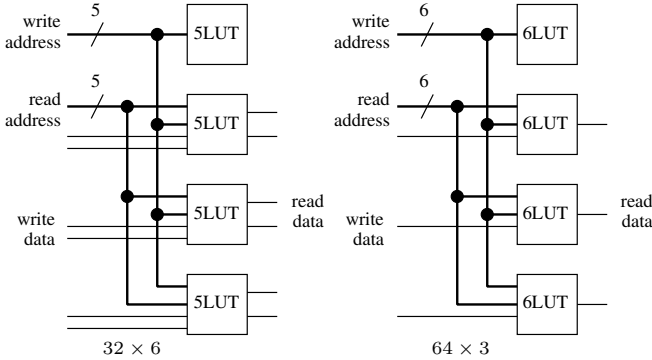 5
write
address
5LUT
5
read
address
5LUT
write
data
5LUT
read
data
5LUT
32 × 6
6
write
address
6LUT
6
read
address
6LUT
write
data
6LUT
read
data
6LUT
64 × 3